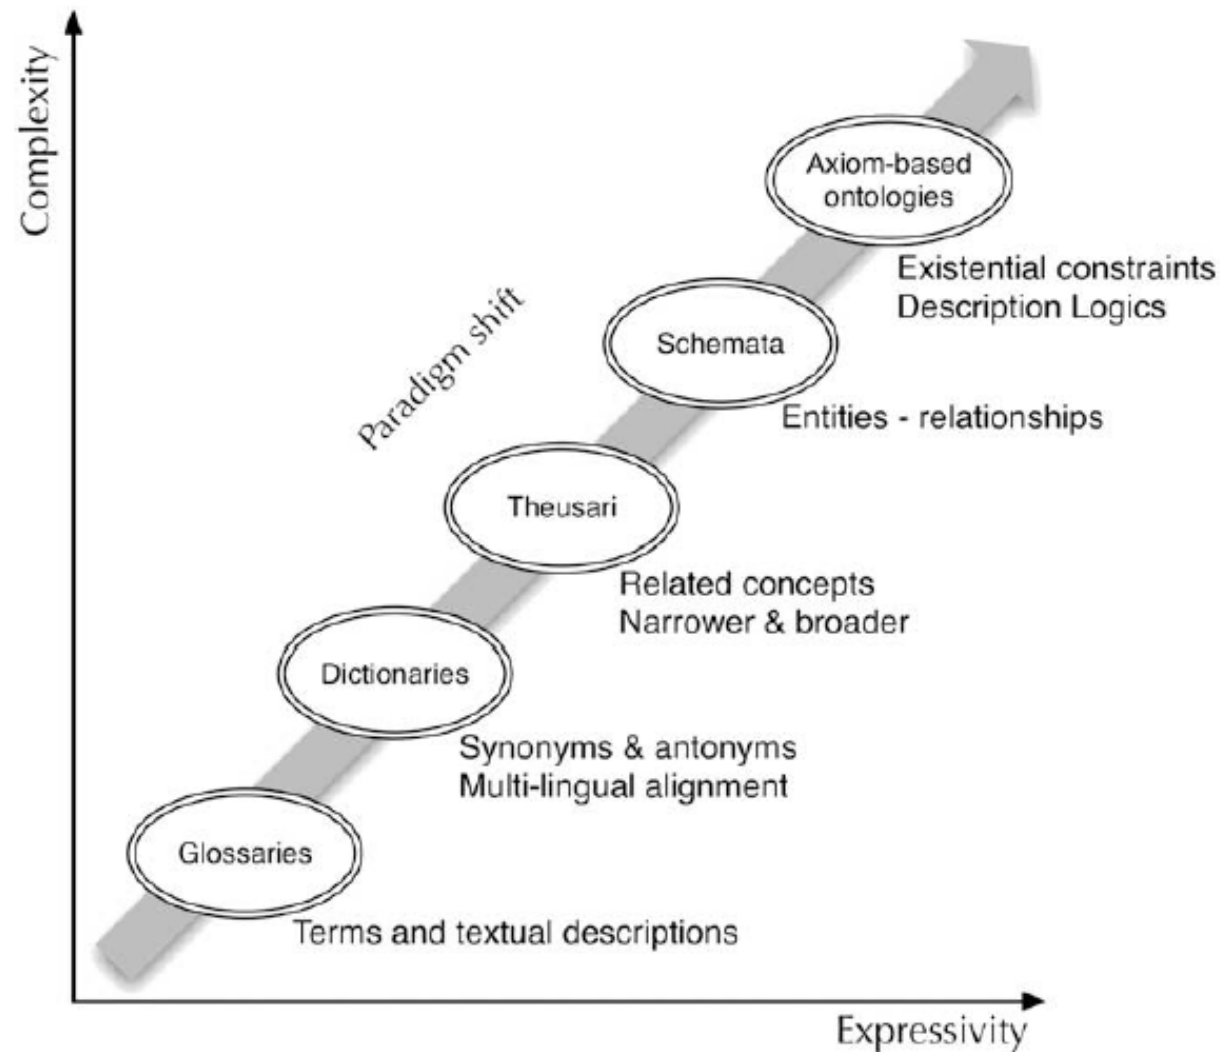 Complexity
Axiom-based
ontologies
Existential constraints
Description Logics
Schemata
Paradigm shift
Entities - relationships
Theusari
Related concepts
Narrower & broader
Dictionaries
Synonyms & antonyms
Multi-lingual alignment
Glossaries
Terms and textual descriptions
Expressivity